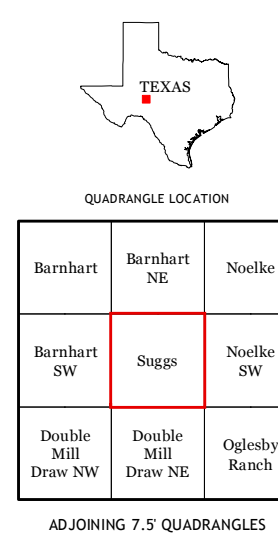 TEXAS
QUADRANGLE LOCATION
Barnhart
Barnhart
NE
Noelke
Barnhart
SW
Suggs
Noelke
SW
Double
Mill
Draw NW
Double
Mill
Draw NE
Oglesby
Ranch
ADJOINING 7.5' QUADRANGLES